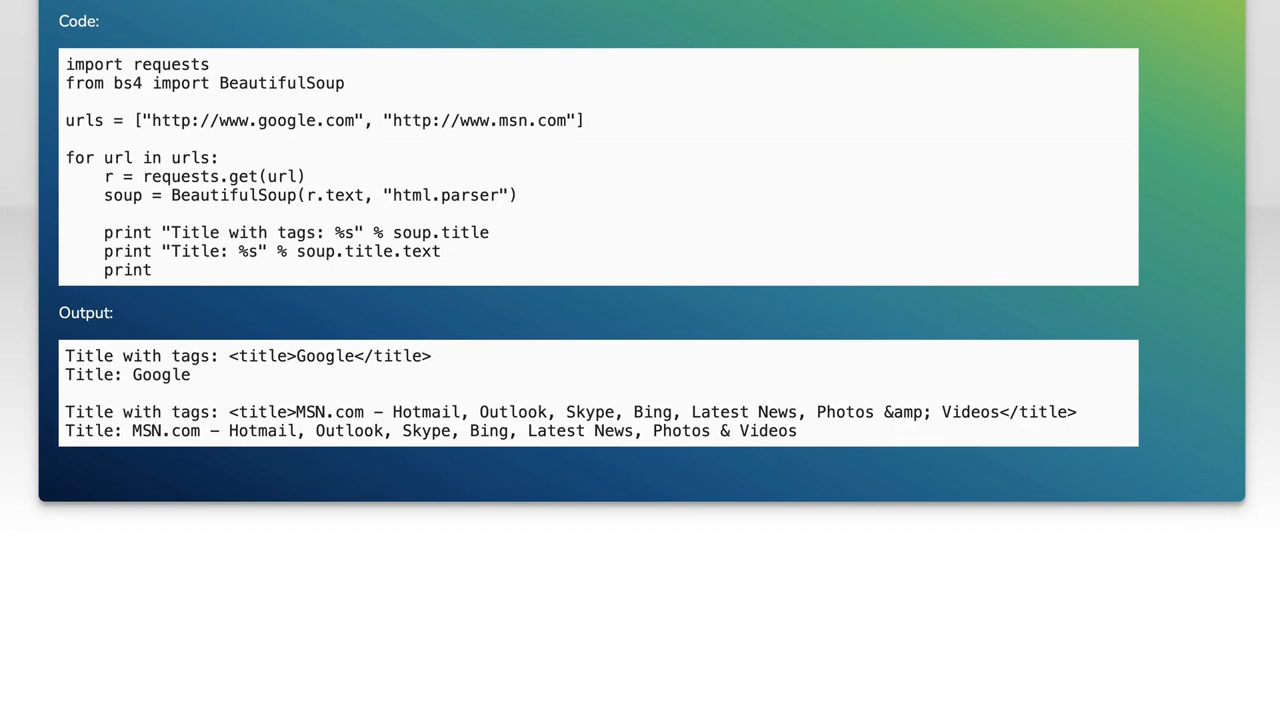 Code:
import requests
from bs4 import BeautifulSoup
urls = ["http://www.google.com", "http://www.msn.com"]
for url in urls:
    r = requests.get(url)
    soup = BeautifulSoup(r.text, "html.parser")
    print "Title with tags: %s" % soup.title
    print "Title: %s" % soup.title.text
    print
Output:
Title with tags: <title>Google</title>
Title: Google
Title with tags: <title>MSN.com – Hotmail, Outlook, Skype, Bing, Latest News, Photos &amp; Videos</title>
Title: MSN.com – Hotmail, Outlook, Skype, Bing, Latest News, Photos & Videos